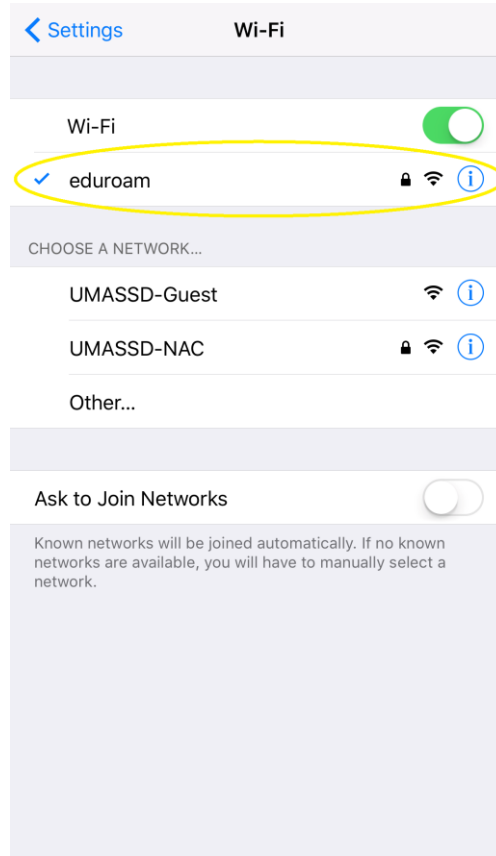 Settings Wi-Fi
Wi-Fi
eduroam
CHOOSE A NETWORK...
UMASSD-Guest
UMASSD-NAC
Other...
Ask to Join Networks
Known networks will be joined automatically. If no known
networks are available, you will have to manually select a
network.